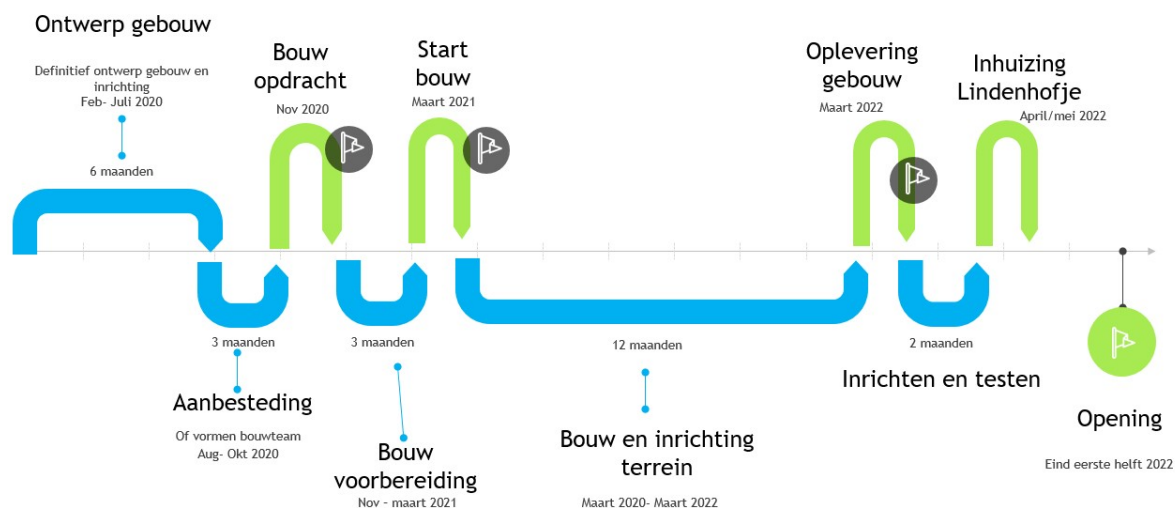 Ontwerp gebouw
Definitief ontwerp gebouw en
inrichting
Feb- Juli 2020
6 maanden
Bouw
opdracht
Nov 2020
Start
bouw
Maart 2021
Oplevering
gebouw
Maart 2022
Inhuizing
Lindenhofje
April/mei 2022
3 maanden
Aanbesteding
Of vormen bouwteam
Aug- Okt 2020
3 maanden
Bouw
voorbereiding
Nov - maart 2021
12 maanden
Bouw en inrichting
terrein
Maart 2020- Maart 2022
2 maanden
Inrichten en testen
Opening
Eind eerste helft 2022